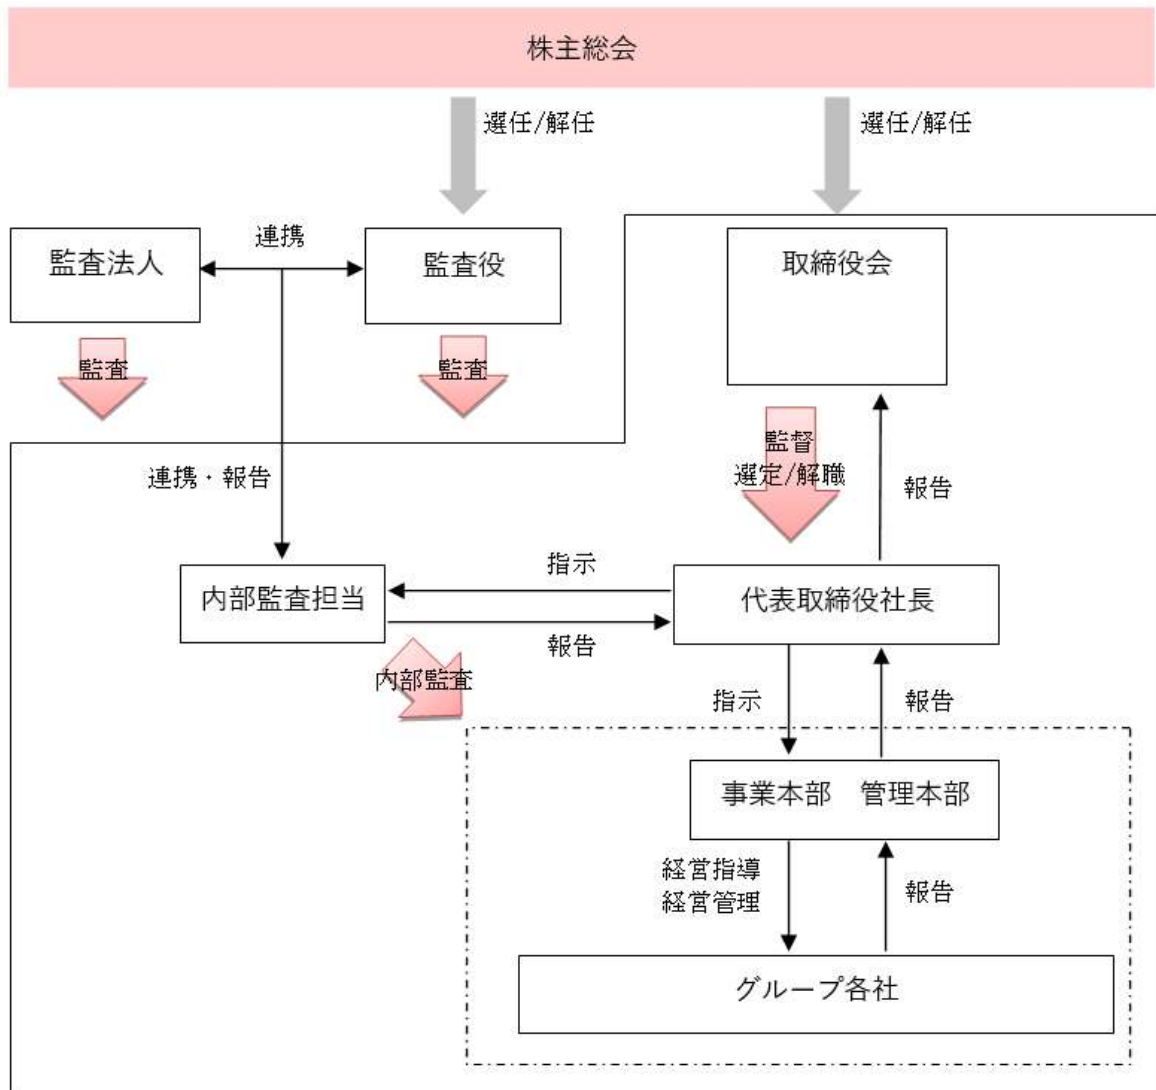 株主総会
選任/解任
選任/解任
監査法人
連携
監査役
取締役会
監査
監査
監督
選定/解職
報告
連携・報告
内部監査担当
指示
報告
代表取締役社長
内部監査
指示
報告
事業本部　管理本部
経営指導
経営管理
報告
グループ各社